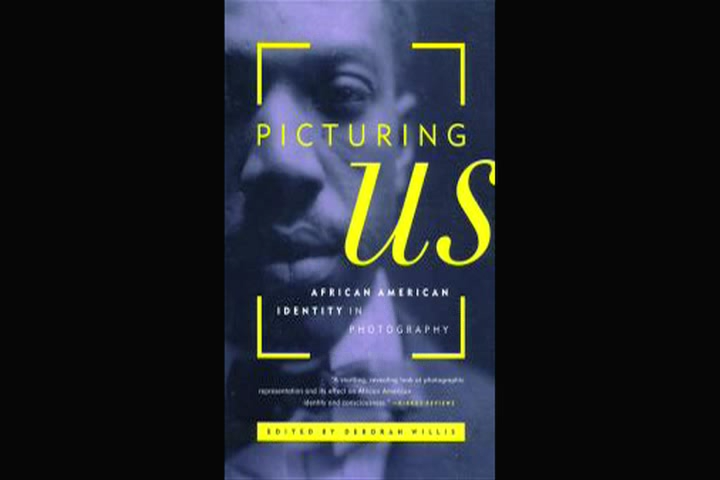 PICTURING
us
AFRICAN AMERICAN
IDENTITY IN
PHOTOGRAPHY
"A startling, revealing look at photographic
representation and its effect on African American
identity and consciousness." —KIRKUS REVIEWS
EDITED BY DEBORAH WILLIS